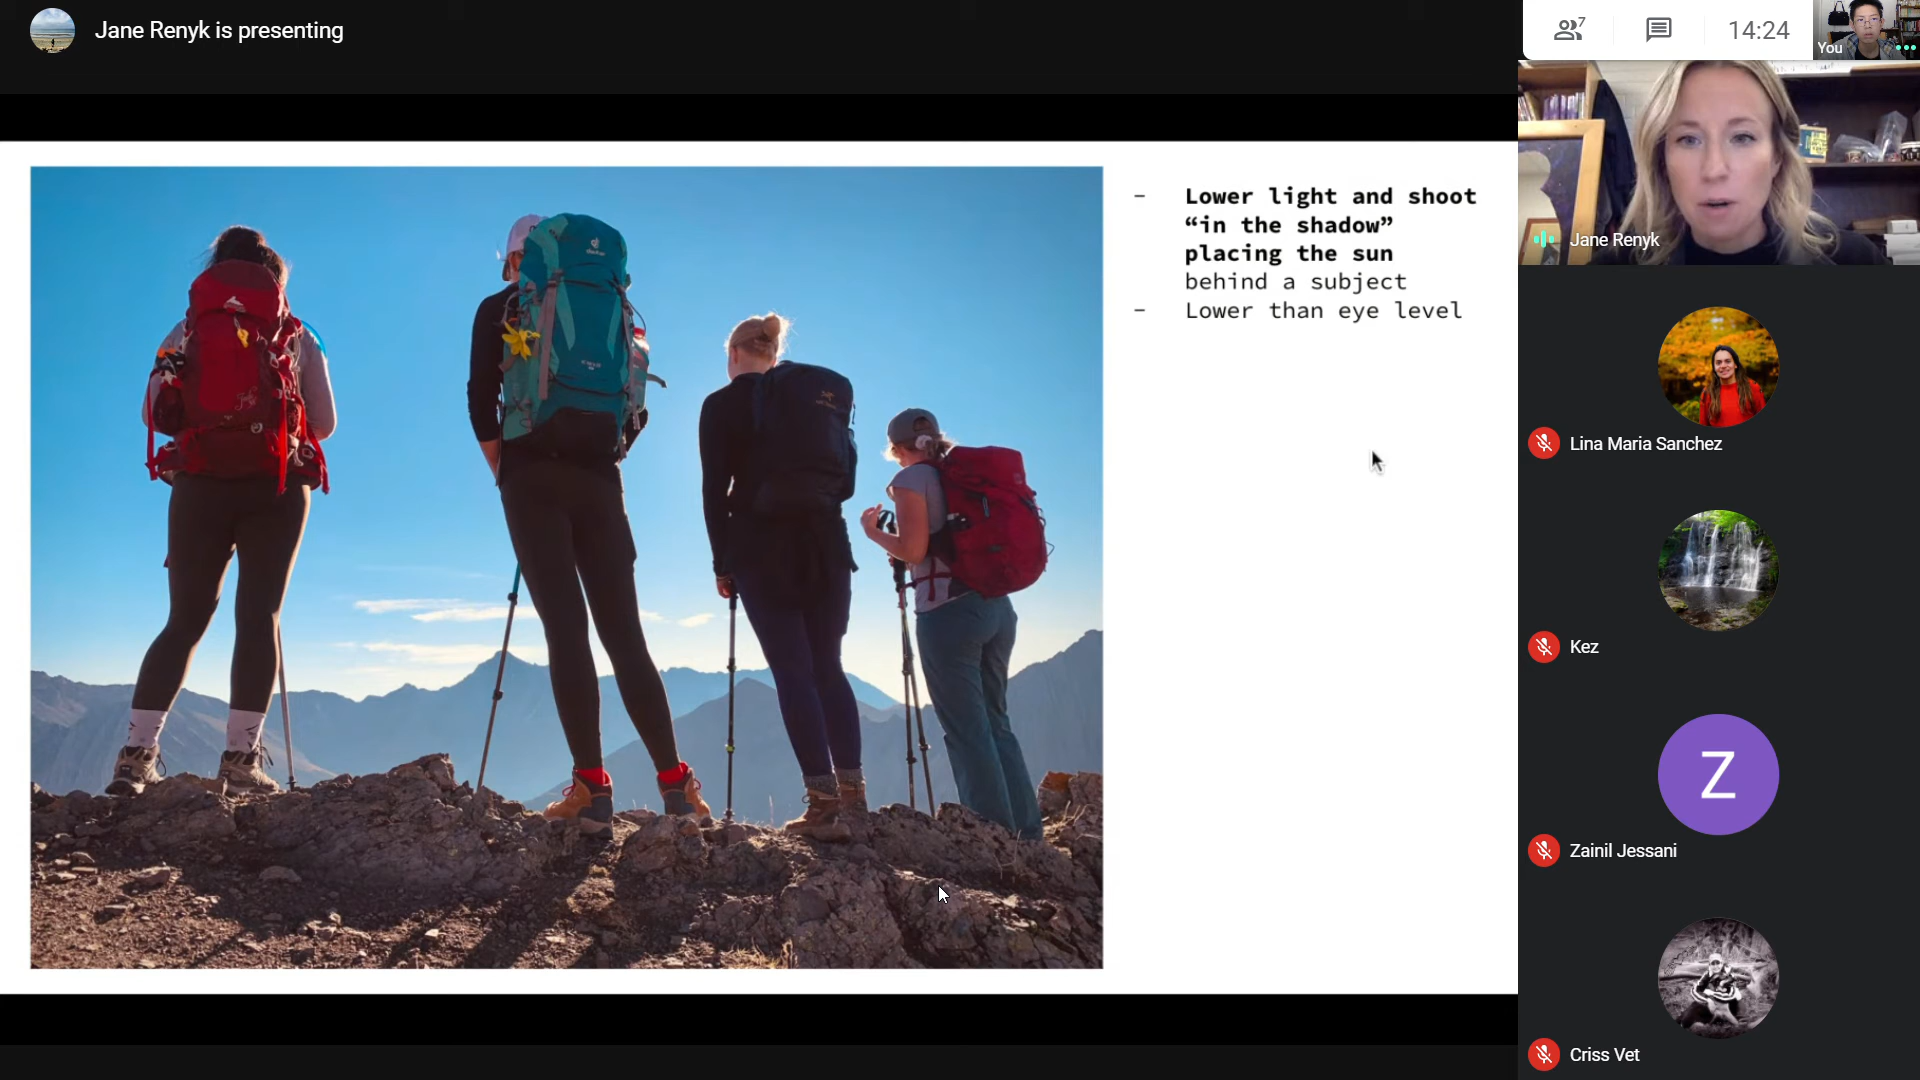 Jane Renyk is presenting
7
14:24
You
- Lower light and shoot
“in the shadow”
placing the sun
behind a subject
- Lower than eye level
Jane Renyk
Lina Maria Sanchez
Kez
Z
Zainil Jessani
Criss Vet